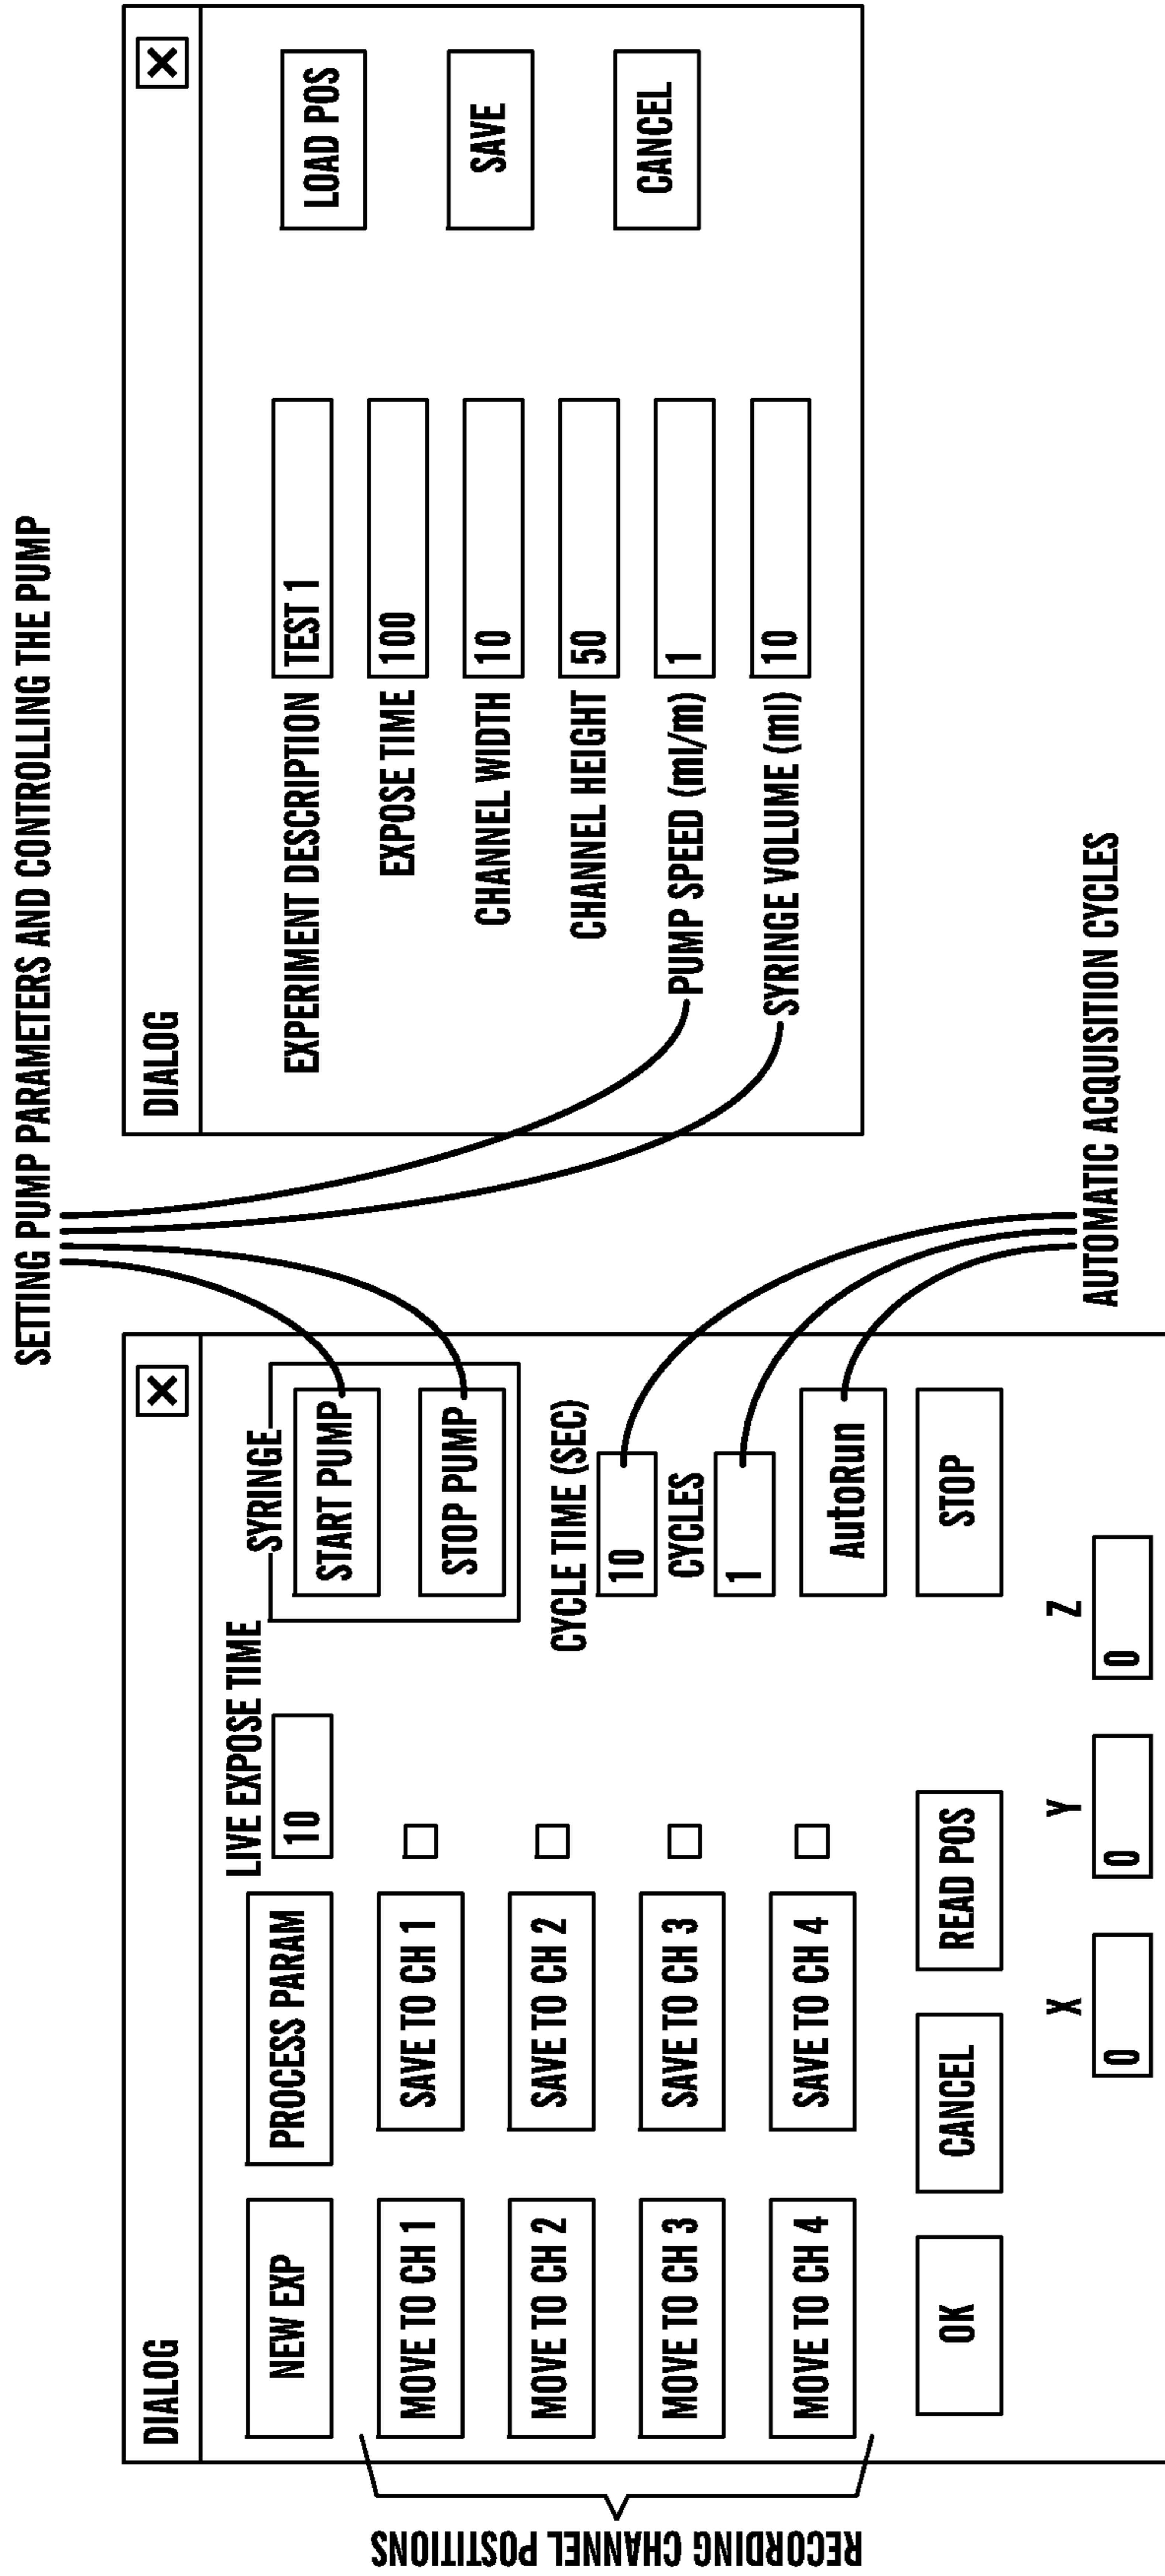 SETTING PUMP PARAMETERS AND CONTROLLING THE PUMP
DIALOG
NEW EXP
PROCESS PARAM
LIVE EXPOSE TIME
10
SYRINGE
START PUMP
STOP PUMP
MOVE TO CH 1
SAVE TO CH 1
MOVE TO CH 2
SAVE TO CH 2
MOVE TO CH 3
SAVE TO CH 3
MOVE TO CH 4
SAVE TO CH 4
RECORDING CHANNEL POSTITIONS
CYCLE TIME (SEC)
10
CYCLES
1
AutoRun
OK
CANCEL
READ POS
STOP
X
Y
Z
0
0
0
DIALOG
EXPERIMENT DESCRIPTION TEST 1
EXPOSE TIME 100
CHANNEL WIDTH 10
CHANNEL HEIGHT 50
PUMP SPEED (ml/m) 1
SYRINGE VOLUME (ml) 10
LOAD POS
SAVE
CANCEL
AUTOMATIC ACQUISITION CYCLES